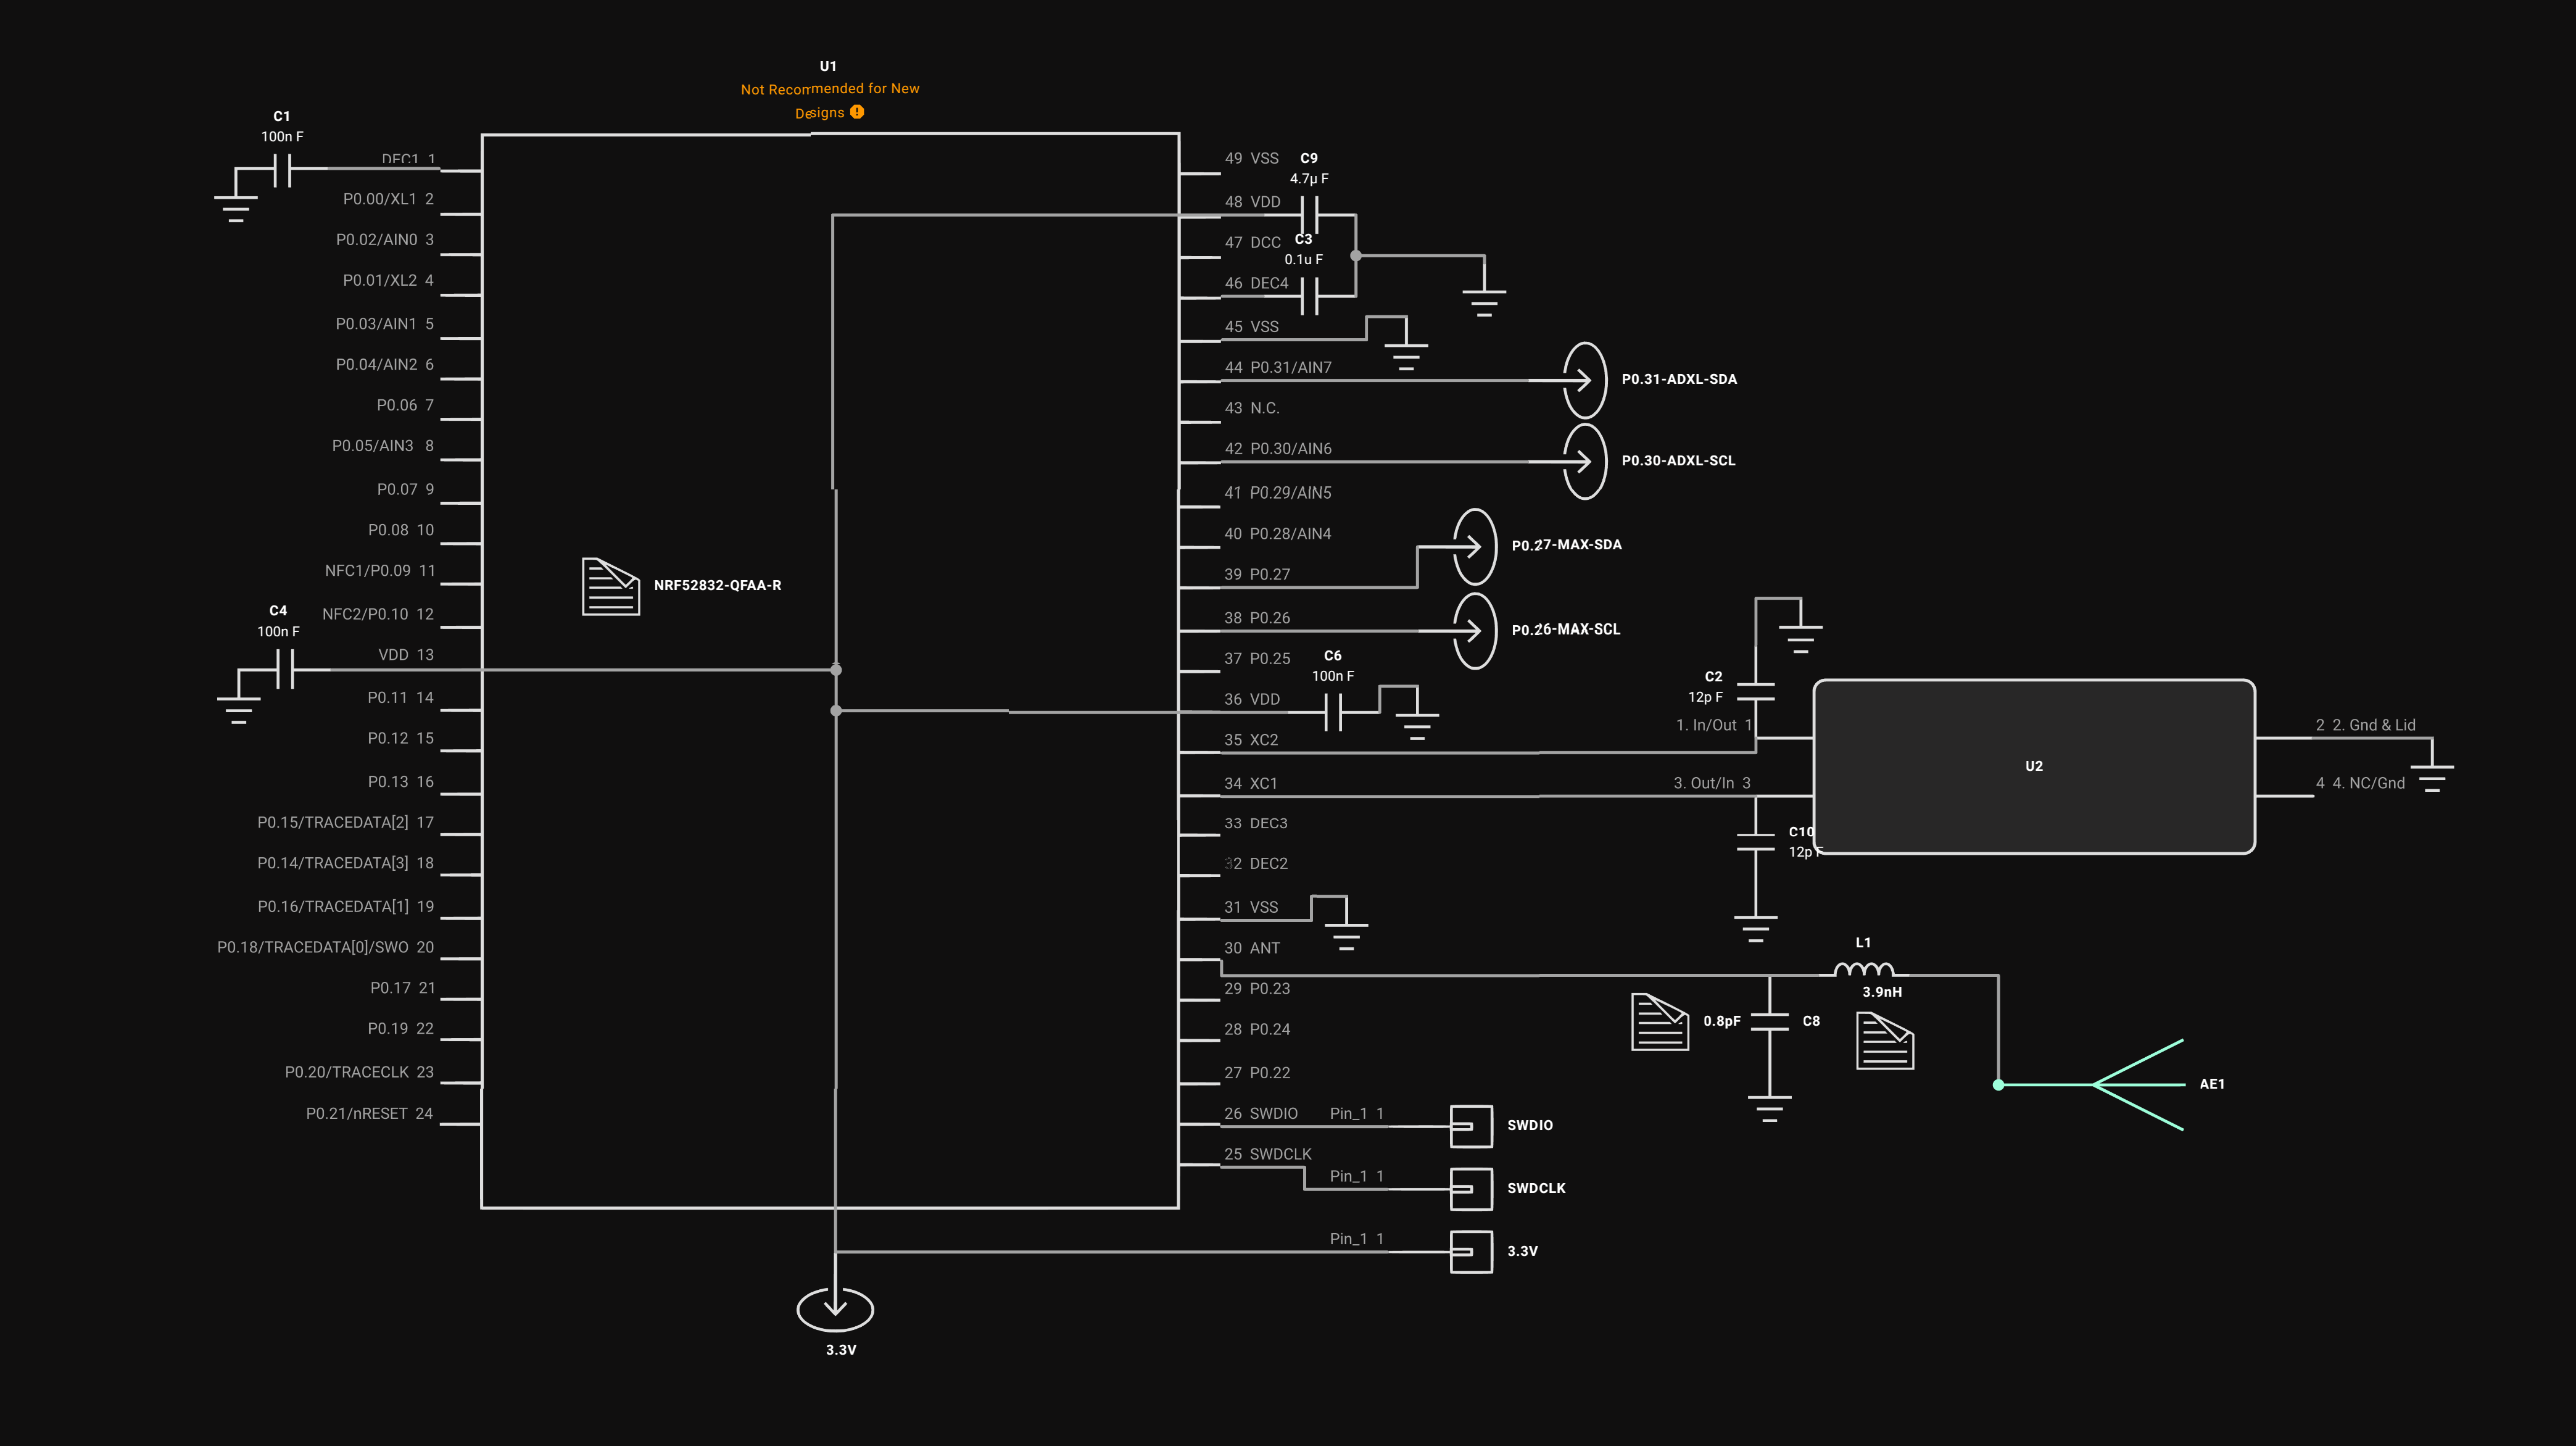 U1
Not Recommended for New
Designs
C1
100n F
DEC1 1
P0.00/XL1 2
P0.02/AIN0 3
P0.01/XL2 4
P0.03/AIN1 5
P0.04/AIN2 6
P0.06 7
P0.05/AIN3 8
P0.07 9
P0.08 10
NFC1/P0.09 11
C4
100n F
NFC2/P0.10 12
VDD 13
P0.11 14
P0.12 15
P0.13 16
P0.15/TRACEDATA[2] 17
P0.14/TRACEDATA[3] 18
P0.16/TRACEDATA[1] 19
P0.18/TRACEDATA[0]/SWO 20
P0.17 21
P0.19 22
P0.20/TRACECLK 23
P0.21/nRESET 24
NRF52832-QFAA-R
49 VSS
C9
4.7µ F
48 VDD
47 DCC
C3
0.1u F
46 DEC4
45 VSS
44 P0.31/AIN7
P0.31-ADXL-SDA
43 N.C.
42 P0.30/AIN6
P0.30-ADXL-SCL
41 P0.29/AIN5
40 P0.28/AIN4
P0.27-MAX-SDA
39 P0.27
38 P0.26
P0.26-MAX-SCL
37 P0.25
C6
100n F
36 VDD
35 XC2
34 XC1
33 DEC3
32 DEC2
31 VSS
30 ANT
29 P0.23
28 P0.24
27 P0.22
26 SWDIO
Pin_1 1
SWDIO
25 SWDCLK
Pin_1 1
SWDCLK
Pin_1 1
3.3V
3.3V
C2
12p F
1. In/Out 1
3. Out/In 3
U2
2 2. Gnd & Lid
4 4. NC/Gnd
C10
12p F
L1
3.9nH
0.8pF
C8
AE1